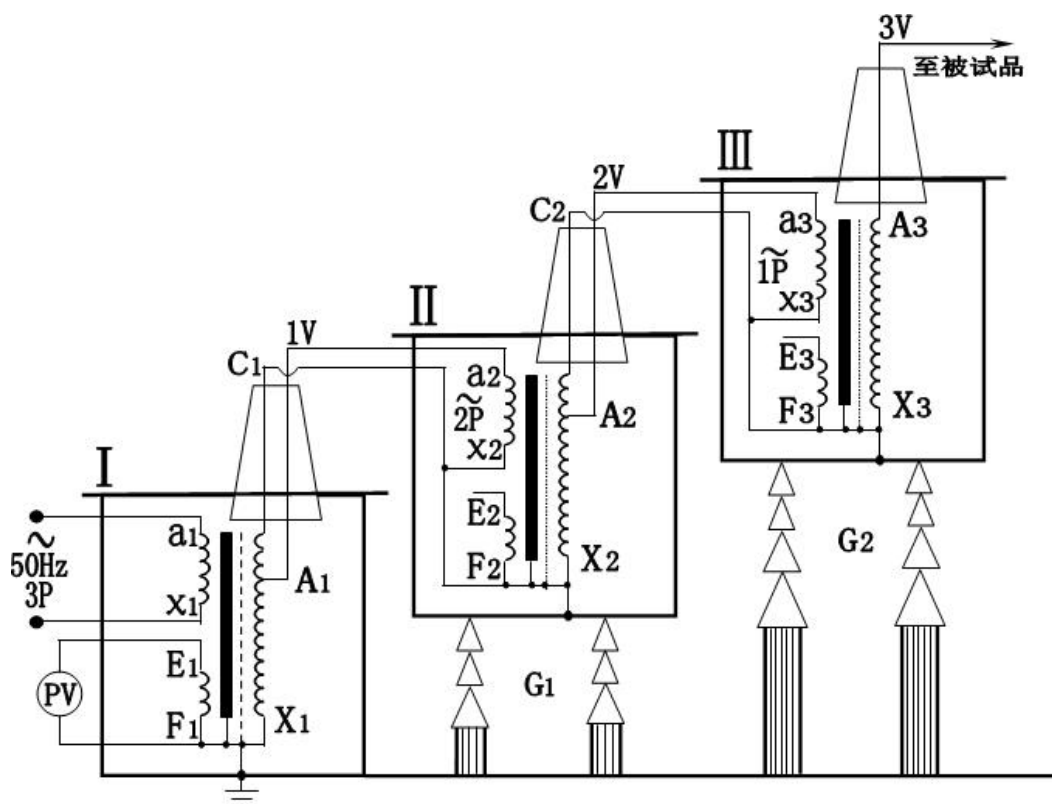 3V
至被试品
III
2V
C2
a3
A3
~
1P
x3
II
1V
E3
C1
a2
F3
X3
~
2P
A2
x2
I
E2
G2
a1
F2
X2
~
50Hz
3P
A1
x1
G1
E1
PV
F1
X1